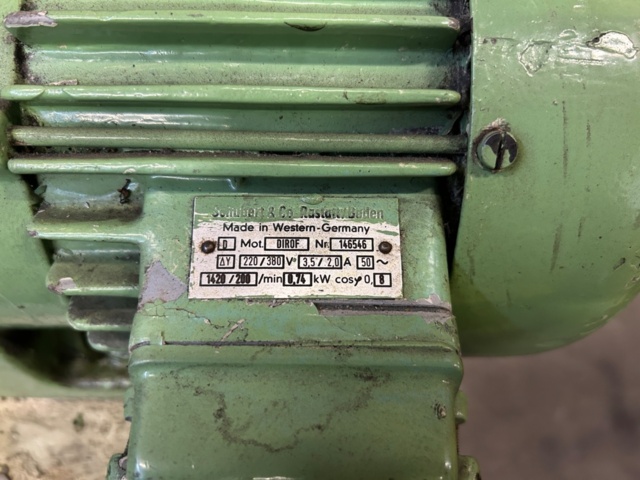 Schubert & Co. Rastatt/Baden
Made in Western-Germany
D Mot. DIROF Nr. 146546
ΔY 220/380 V 3,5/2,0 A 50 ~
1420/200 /min 0,74 kW cosφ 0, 8